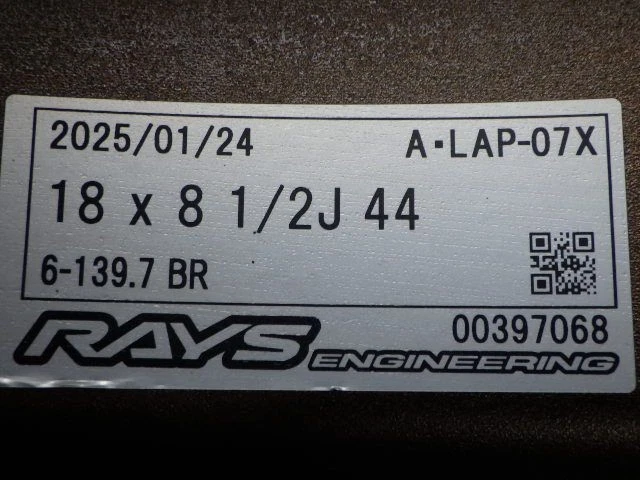 2025/01/24 A・LAP-07X
18 x 8 1/2J 44
6-139.7 BR
00397068
RAYS ENGINEERING